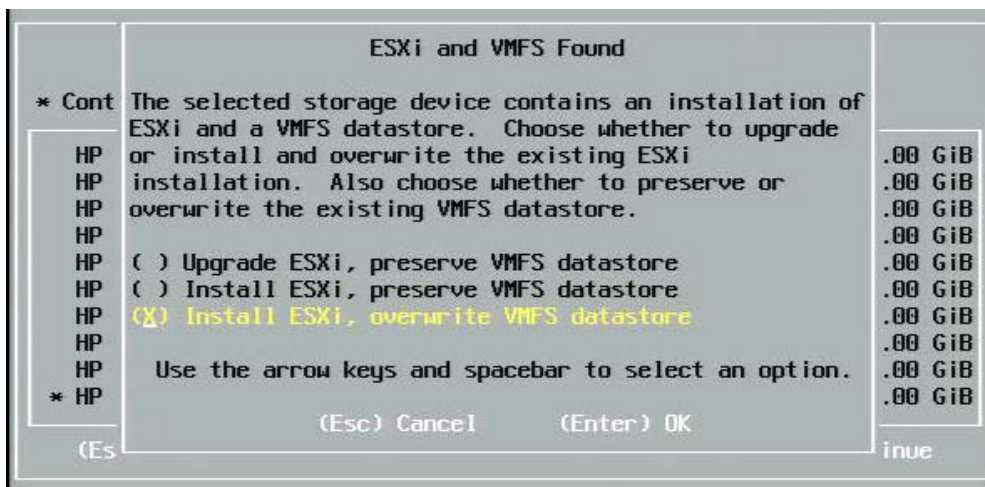 ESXi and VMFS Found
* Cont
The selected storage device contains an installation of
ESXi and a VMFS datastore. Choose whether to upgrade
HP or install and overwrite the existing ESXi .00 GiB
HP installation. Also choose whether to preserve or .00 GiB
HP overwrite the existing VMFS datastore. .00 GiB
HP .00 GiB
HP ( ) Upgrade ESXi, preserve VMFS datastore .00 GiB
HP ( ) Install ESXi, preserve VMFS datastore .00 GiB
HP (X) Install ESXi, overwrite VMFS datastore .00 GiB
HP .00 GiB
HP Use the arrow keys and spacebar to select an option. .00 GiB
* HP .00 GiB
(Esc) Cancel (Enter) OK
(Es inue